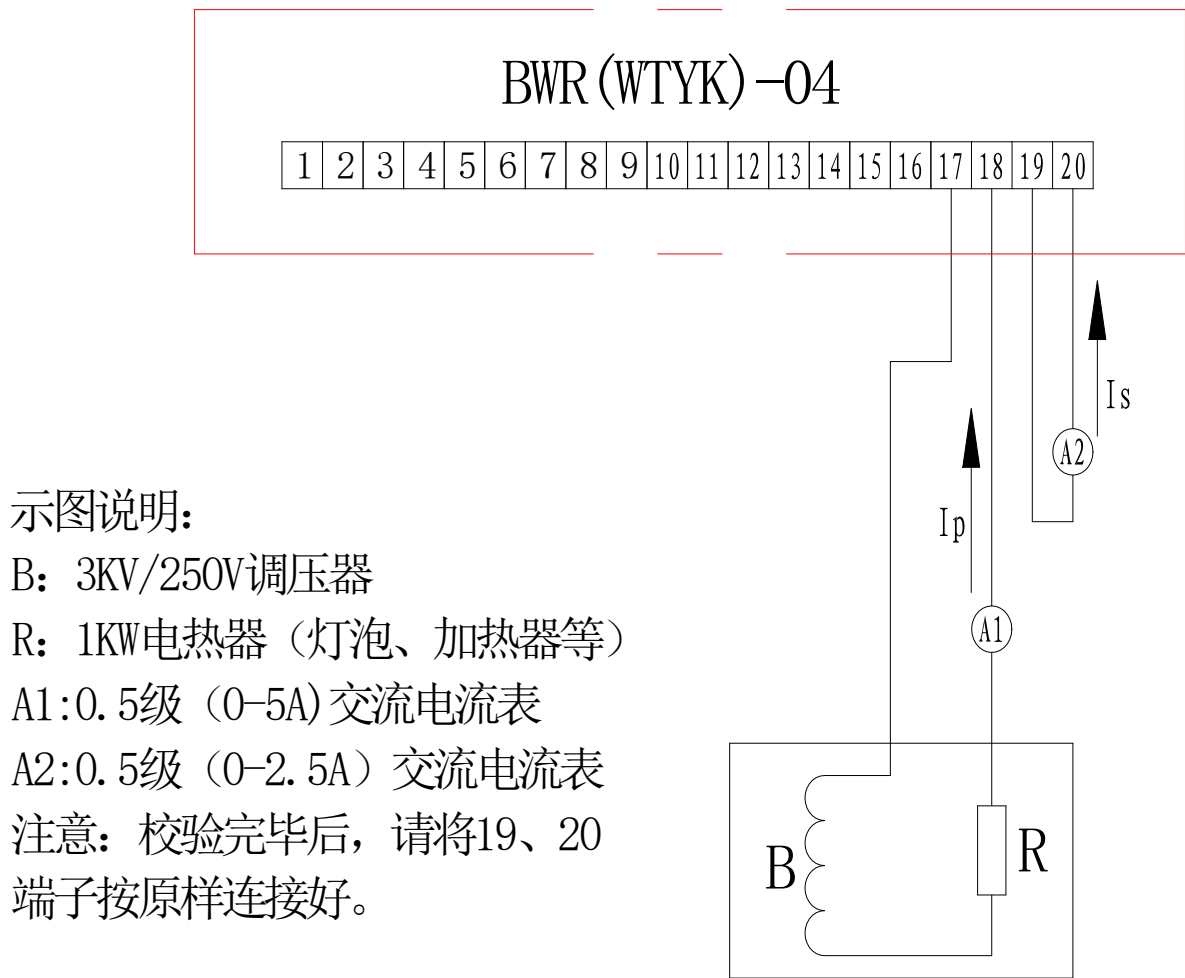 BWR(WTYK)-04
1 2 3 4 5 6 7 8 9 10 11 12 13 14 15 16 17 18 19 20
Is
A2
Ip
A1
示图说明：
B：3KV/250V调压器
R：1KW电热器（灯泡、加热器等）
A1:0.5级（0-5A)交流电流表
A2:0.5级（0-2.5A）交流电流表
注意：校验完毕后，请将19、20
端子按原样连接好。
B
R